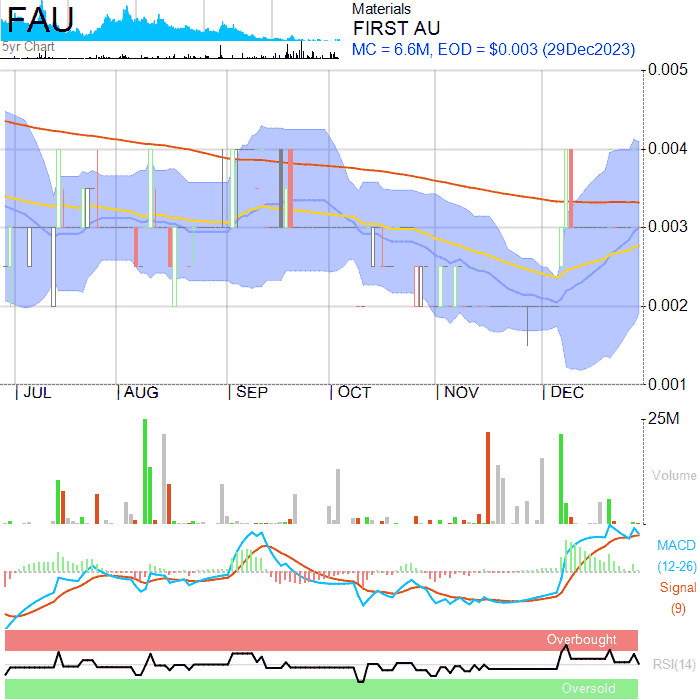 FAU
5yr Chart
Materials
FIRST AU
MC = 6.6M, EOD = $0.003 (29Dec2023)
0.005
0.004
0.003
0.002
0.001
JUL AUG SEP OCT NOV DEC
25M
Volume
MACD
(12-26)
Signal
(9)
Overbought
RSI(14)
Oversold